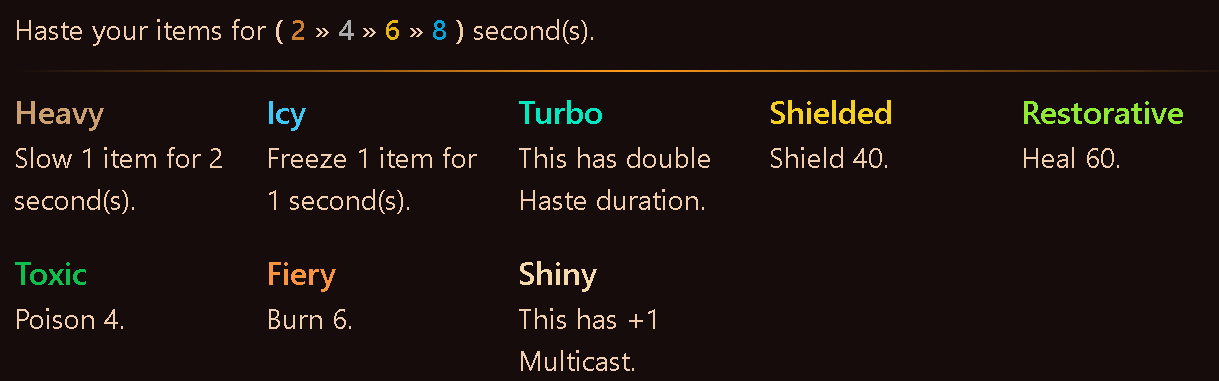 Haste your items for ( 2 » 4 » 6 » 8 ) second(s).
Heavy
Slow 1 item for 2
second(s).
Icy
Freeze 1 item for
1 second(s).
Turbo
This has double
Haste duration.
Shielded
Shield 40.
Restorative
Heal 60.
Toxic
Poison 4.
Fiery
Burn 6.
Shiny
This has +1
Multicast.